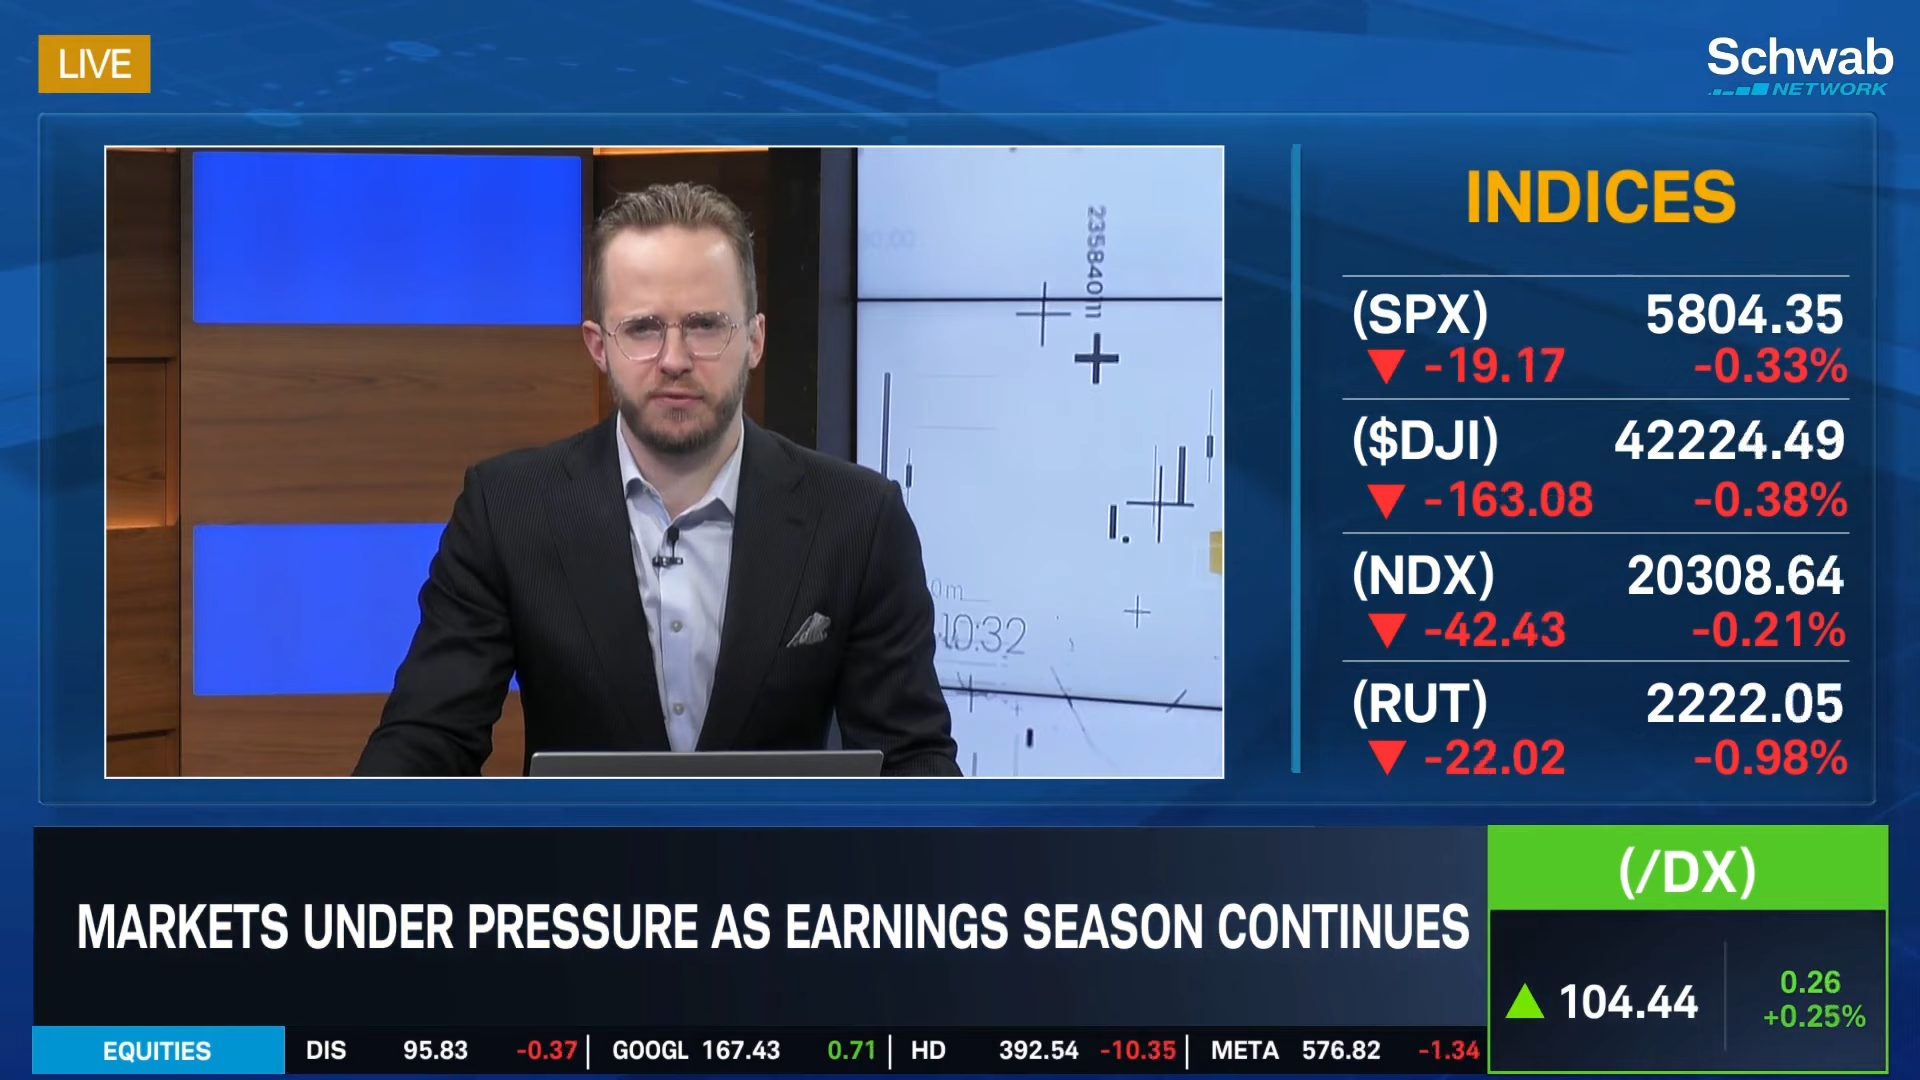 LIVE
Schwab
NETWORK
INDICES
(SPX) 5804.35
▼ -19.17 -0.33%
($DJI) 42224.49
▼ -163.08 -0.38%
(NDX) 20308.64
▼ -42.43 -0.21%
(RUT) 2222.05
▼ -22.02 -0.98%
10:32
MARKETS UNDER PRESSURE AS EARNINGS SEASON CONTINUES
(/DX)
▲ 104.44
0.26
+0.25%
EQUITIES DIS 95.83 -0.37 | GOOGL 167.43 0.71 | HD 392.54 -10.35 | META 576.82 -1.34